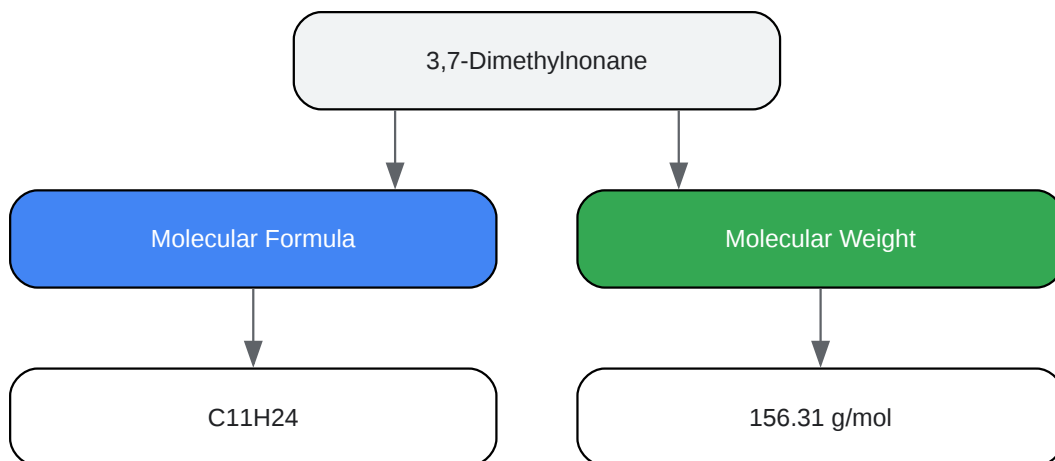 3,7-Dimethylnonane
Molecular Formula
Molecular Weight
C11H24
156.31 g/mol